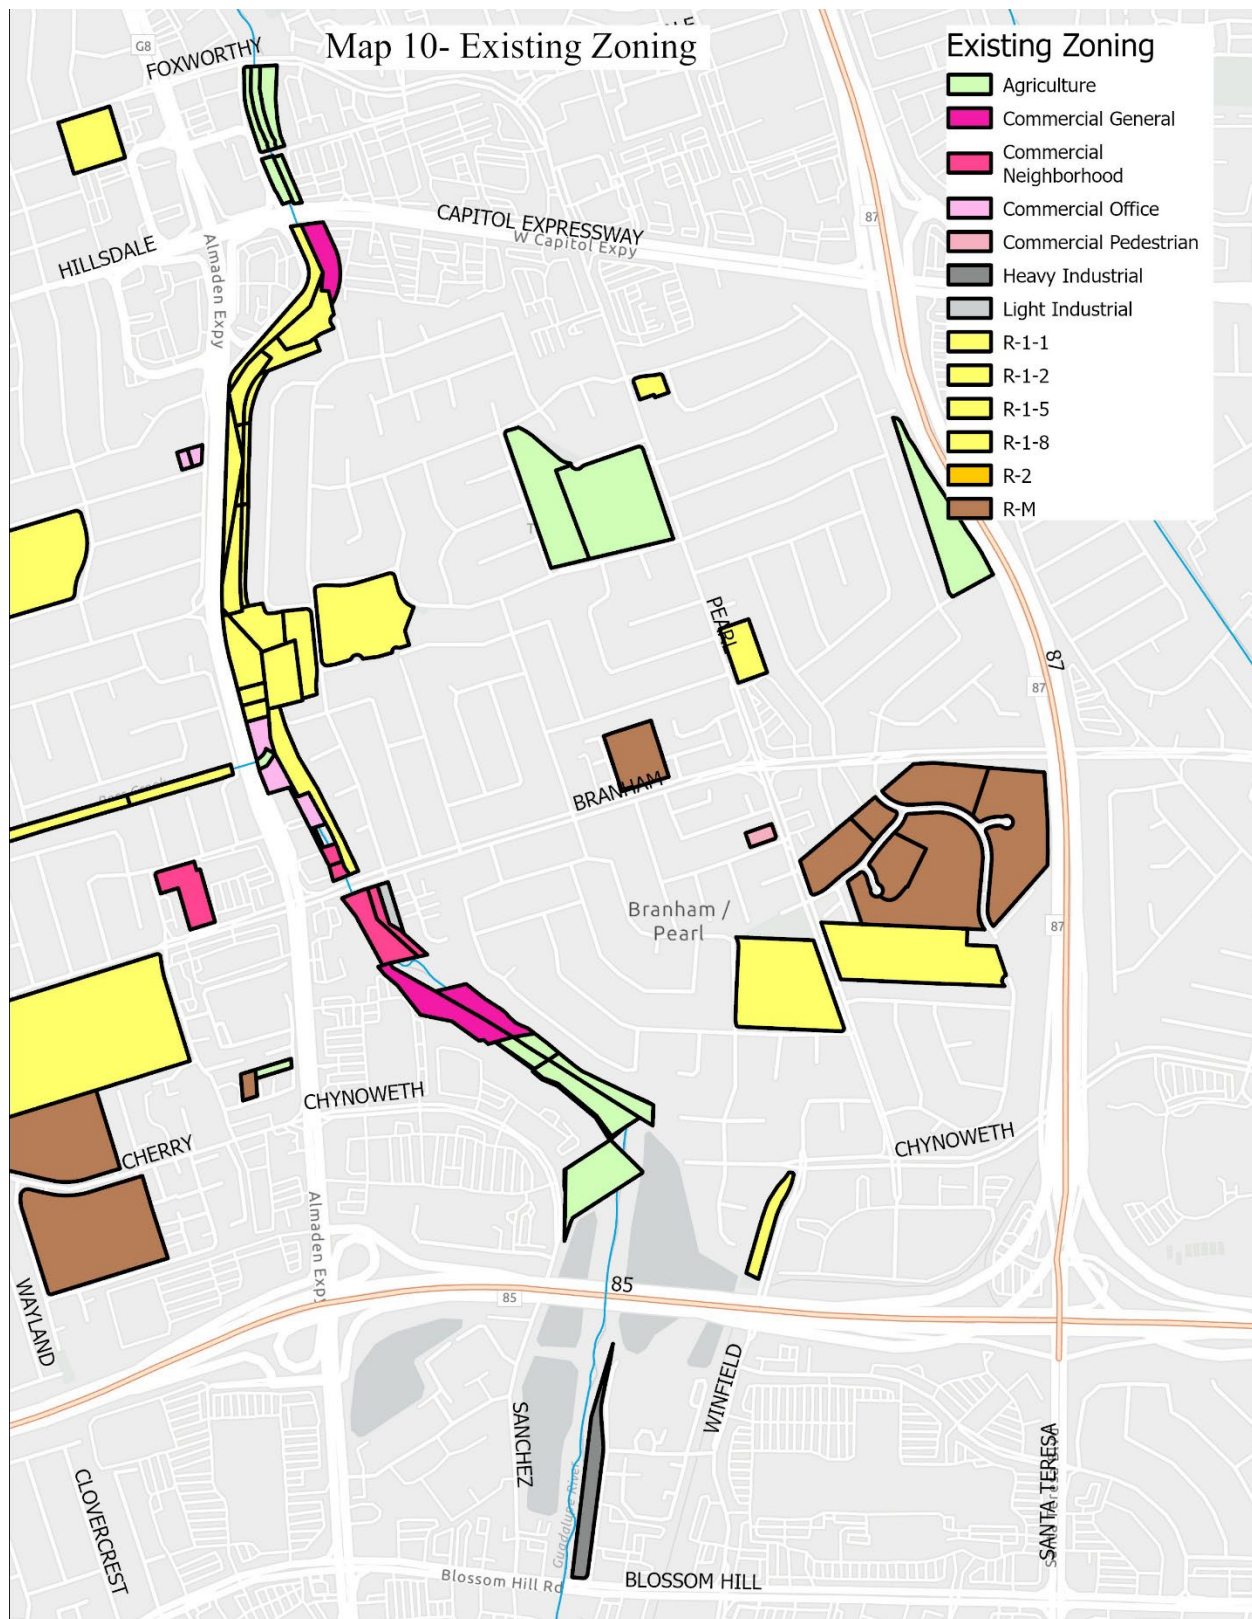 Map 10- Existing Zoning
G8
FOXWORTHY
Existing Zoning
Agriculture
Commercial General
Commercial
Neighborhood
Commercial Office
Commercial Pedestrian
Heavy Industrial
Light Industrial
R-1-1
R-1-2
R-1-5
R-1-8
R-2
R-M
87
CAPITOL EXPRESSWAY
W Capitol Expy
HILLSDALE
Almaden Expy
PEARL
87
87
BRANHAM
Branham /
Pearl
87
CHYNOWETH
CHERRY
CHYNOWETH
Almaden Expy
WAYLAND
85
85
WINFIELD
SANCHEZ
SANTA TERESA
Guadalupe River
CLOVERCREST
Blossom Hill Rd
BLOSSOM HILL